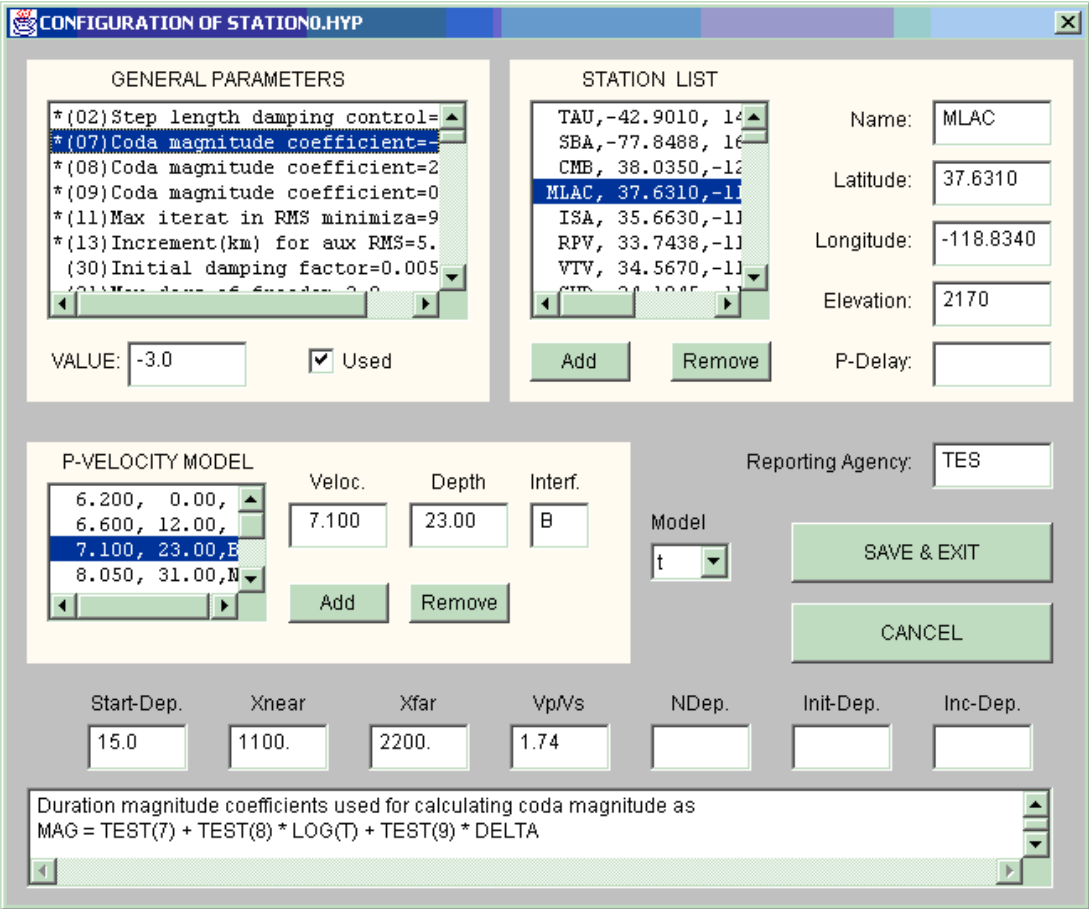 CONFIGURATION OF STATION0.HYP
GENERAL PARAMETERS
*(02)Step length damping control=
*(07)Coda magnitude coefficient=-
*(08)Coda magnitude coefficient=2
*(09)Coda magnitude coefficient=0
*(11)Max iterat in RMS minimiza=9
*(13)Increment(km) for aux RMS=5.
(30)Initial damping factor=0.005
VALUE: -3.0
Used
STATION LIST
TAU,-42.9010, 14
SBA,-77.8488, 16
CMB, 38.0350,-12
MLAC, 37.6310,-11
ISA, 35.6630,-11
RPV, 33.7438,-11
VTV, 34.5670,-11
Add Remove
Name: MLAC
Latitude: 37.6310
Longitude: -118.8340
Elevation: 2170
P-Delay:
P-VELOCITY MODEL
6.200, 0.00,
6.600, 12.00,
7.100, 23.00,B
8.050, 31.00,N
Veloc. Depth Interf.
7.100 23.00 B
Add Remove
Reporting Agency: TES
Model
t
SAVE & EXIT
CANCEL
Start-Dep. Xnear Xfar Vp/Vs NDep. Init-Dep. Inc-Dep.
15.0 1100. 2200. 1.74
Duration magnitude coefficients used for calculating coda magnitude as
MAG = TEST(7) + TEST(8) * LOG(T) + TEST(9) * DELTA